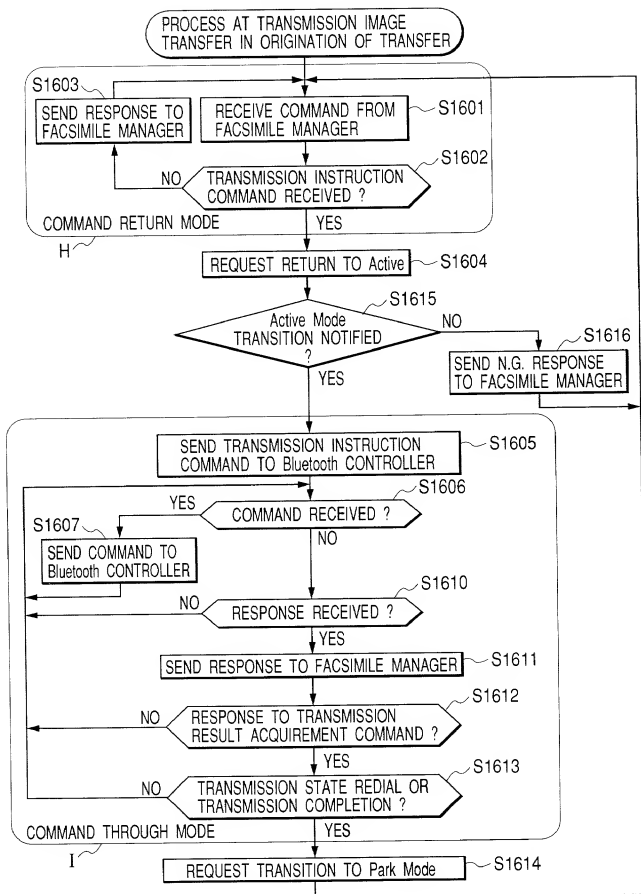 PROCESS AT TRANSMISSION IMAGE
TRANSFER IN ORIGINATION OF TRANSFER
S1603
SEND RESPONSE TO
FACSIMILE MANAGER
RECEIVE COMMAND FROM
FACSIMILE MANAGER
S1601
S1602
NO
TRANSMISSION INSTRUCTION
COMMAND RECEIVED ?
COMMAND RETURN MODE
YES
H
REQUEST RETURN TO Active
S1604
S1615
Active Mode
TRANSITION NOTIFIED
?
NO
S1616
SEND N.G. RESPONSE
TO FACSIMILE MANAGER
YES
SEND TRANSMISSION INSTRUCTION
COMMAND TO Bluetooth CONTROLLER
S1605
S1606
YES
COMMAND RECEIVED ?
S1607
NO
SEND COMMAND TO
Bluetooth CONTROLLER
S1610
NO
RESPONSE RECEIVED ?
YES
SEND RESPONSE TO FACSIMILE MANAGER
S1611
S1612
NO
RESPONSE TO TRANSMISSION
RESULT ACQUIREMENT COMMAND ?
YES
S1613
NO
TRANSMISSION STATE REDIAL OR
TRANSMISSION COMPLETION ?
COMMAND THROUGH MODE
YES
I
REQUEST TRANSITION TO Park Mode
S1614